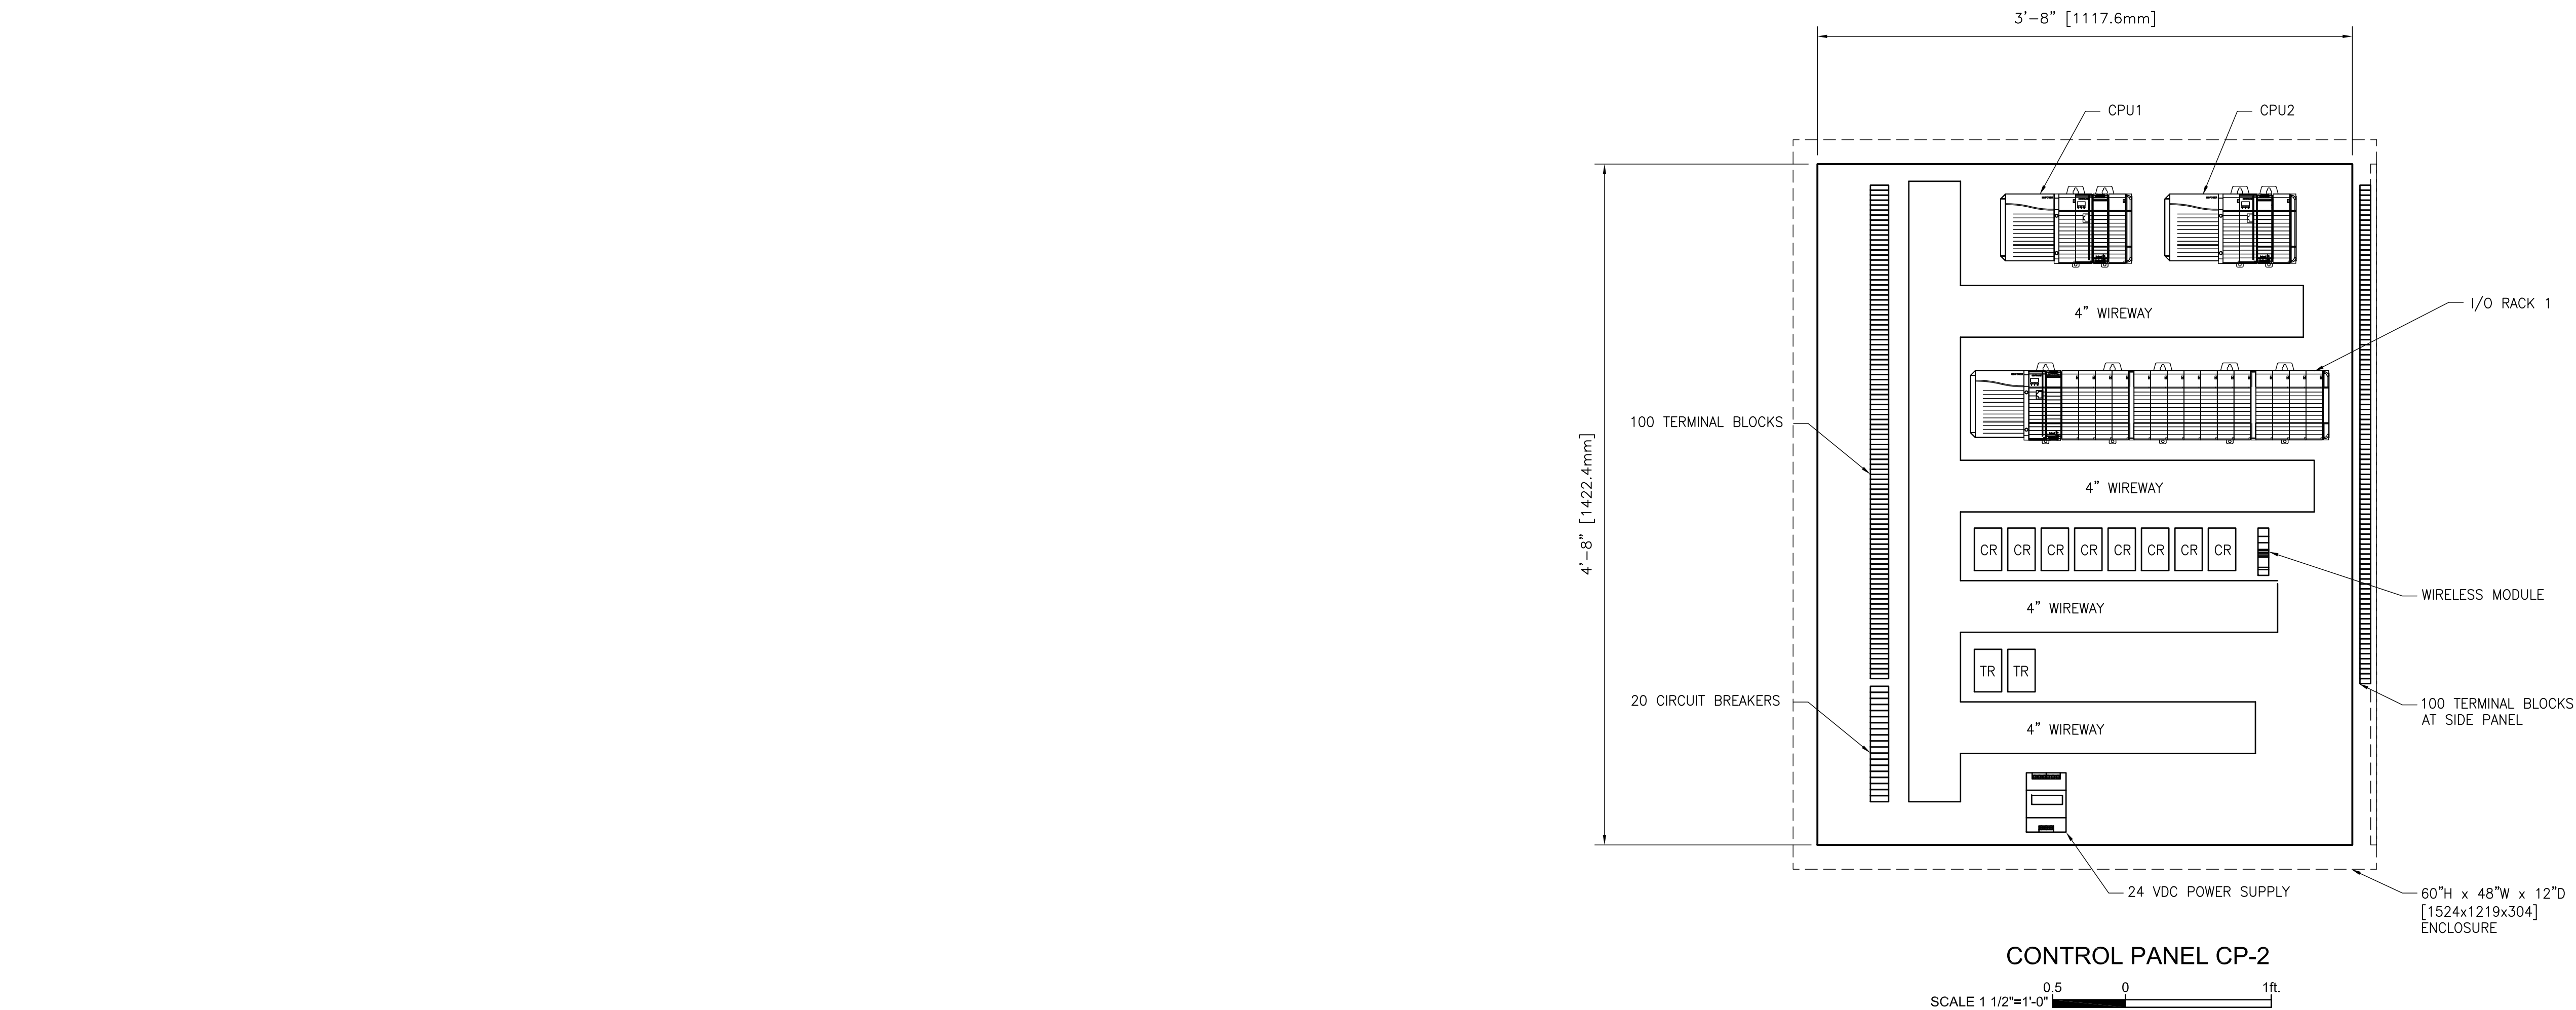 3'-8" [1117.6mm]
CPU1
CPU2
4" WIREWAY
I/O RACK 1
100 TERMINAL BLOCKS
4'-8" [1422.4mm]
4" WIREWAY
CR CR CR CR CR CR CR CR
WIRELESS MODULE
4" WIREWAY
TR TR
20 CIRCUIT BREAKERS
100 TERMINAL BLOCKS
AT SIDE PANEL
4" WIREWAY
24 VDC POWER SUPPLY
60"H x 48"W x 12"D
[1524x1219x304]
ENCLOSURE
CONTROL PANEL CP-2
0.5 0 1ft.
SCALE 1 1/2"=1'-0"